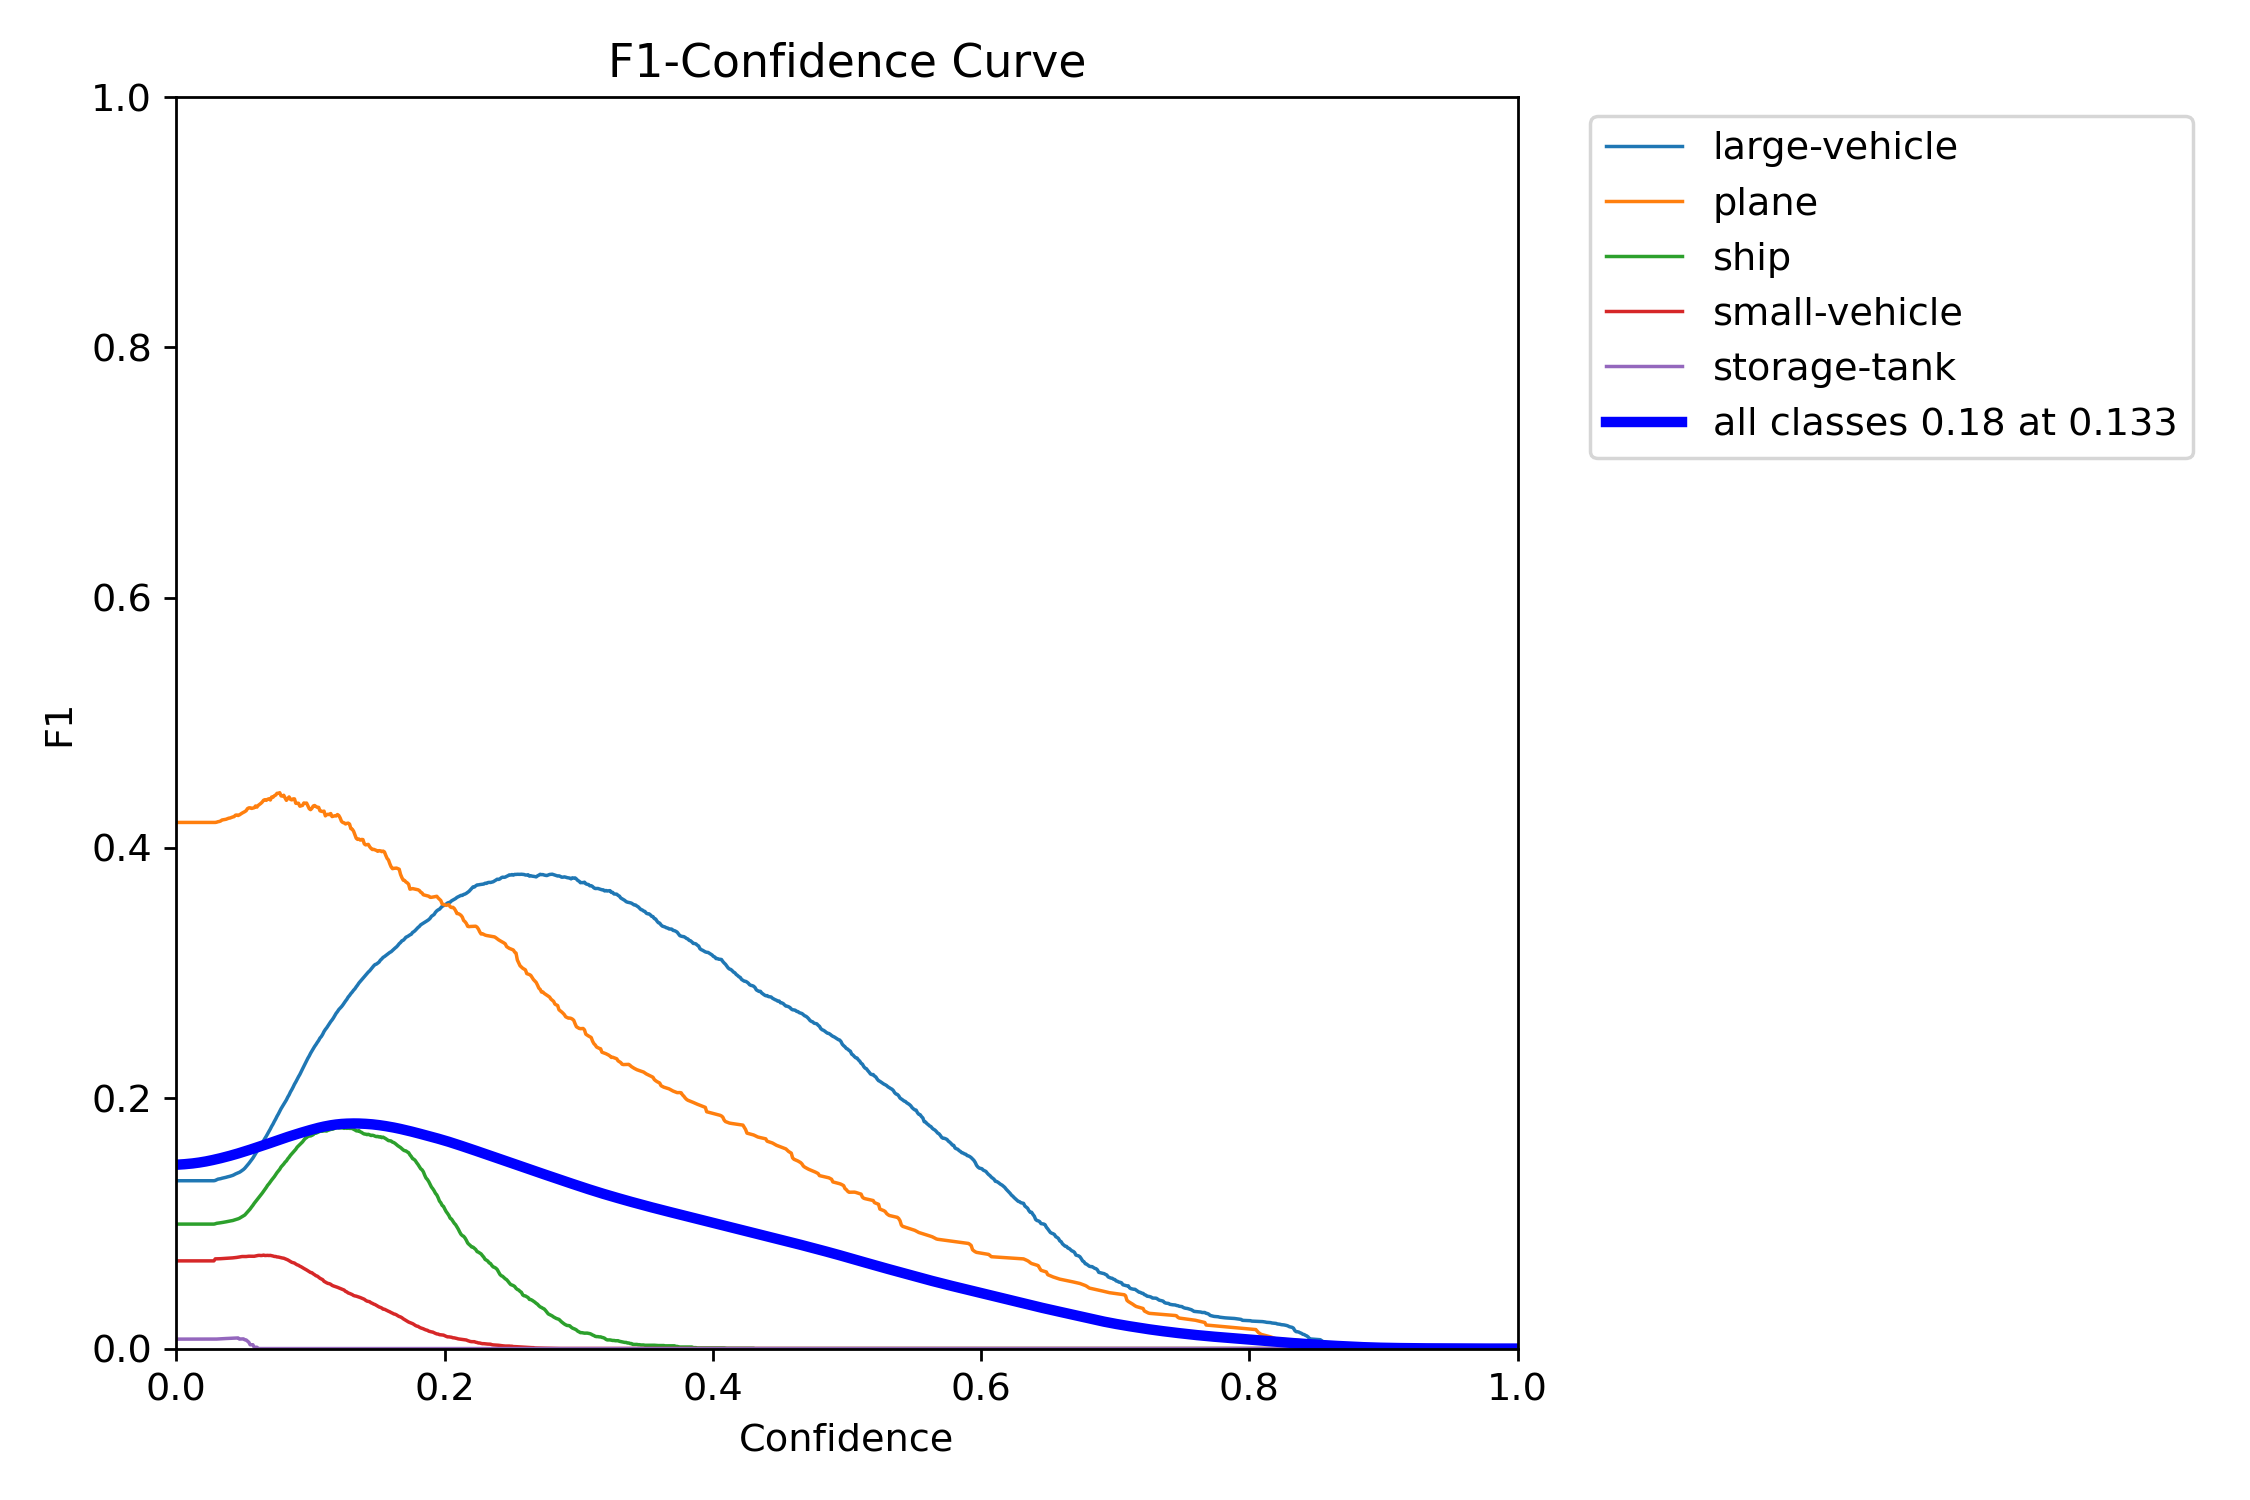 F1-Confidence Curve
1.0
0.8
0.6
0.4
0.2
0.0
F1
0.0 0.2 0.4 0.6 0.8 1.0
Confidence
large-vehicle
plane
ship
small-vehicle
storage-tank
all classes 0.18 at 0.133